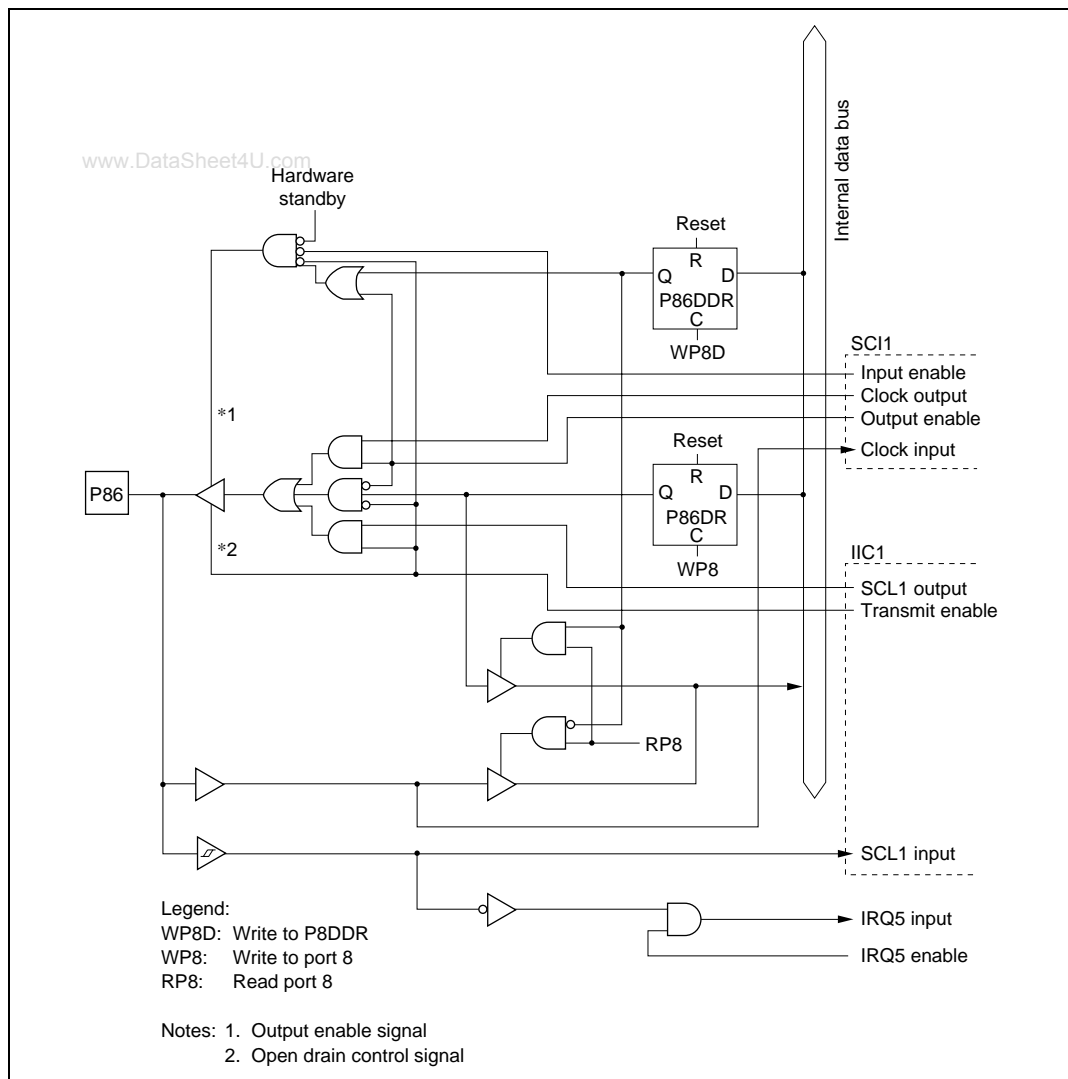 www.DataSheet4U.com
Hardware
standby
Reset
R
Q D
P86DDR
C
WP8D
Internal data bus
SCI1
Input enable
Clock output
Output enable
Clock input
*1
Reset
R
Q D
P86DR
C
WP8
P86
*2
IIC1
SCL1 output
Transmit enable
RP8
SCL1 input
IRQ5 input
IRQ5 enable
Legend:
WP8D: Write to P8DDR
WP8: Write to port 8
RP8: Read port 8
Notes: 1. Output enable signal
2. Open drain control signal